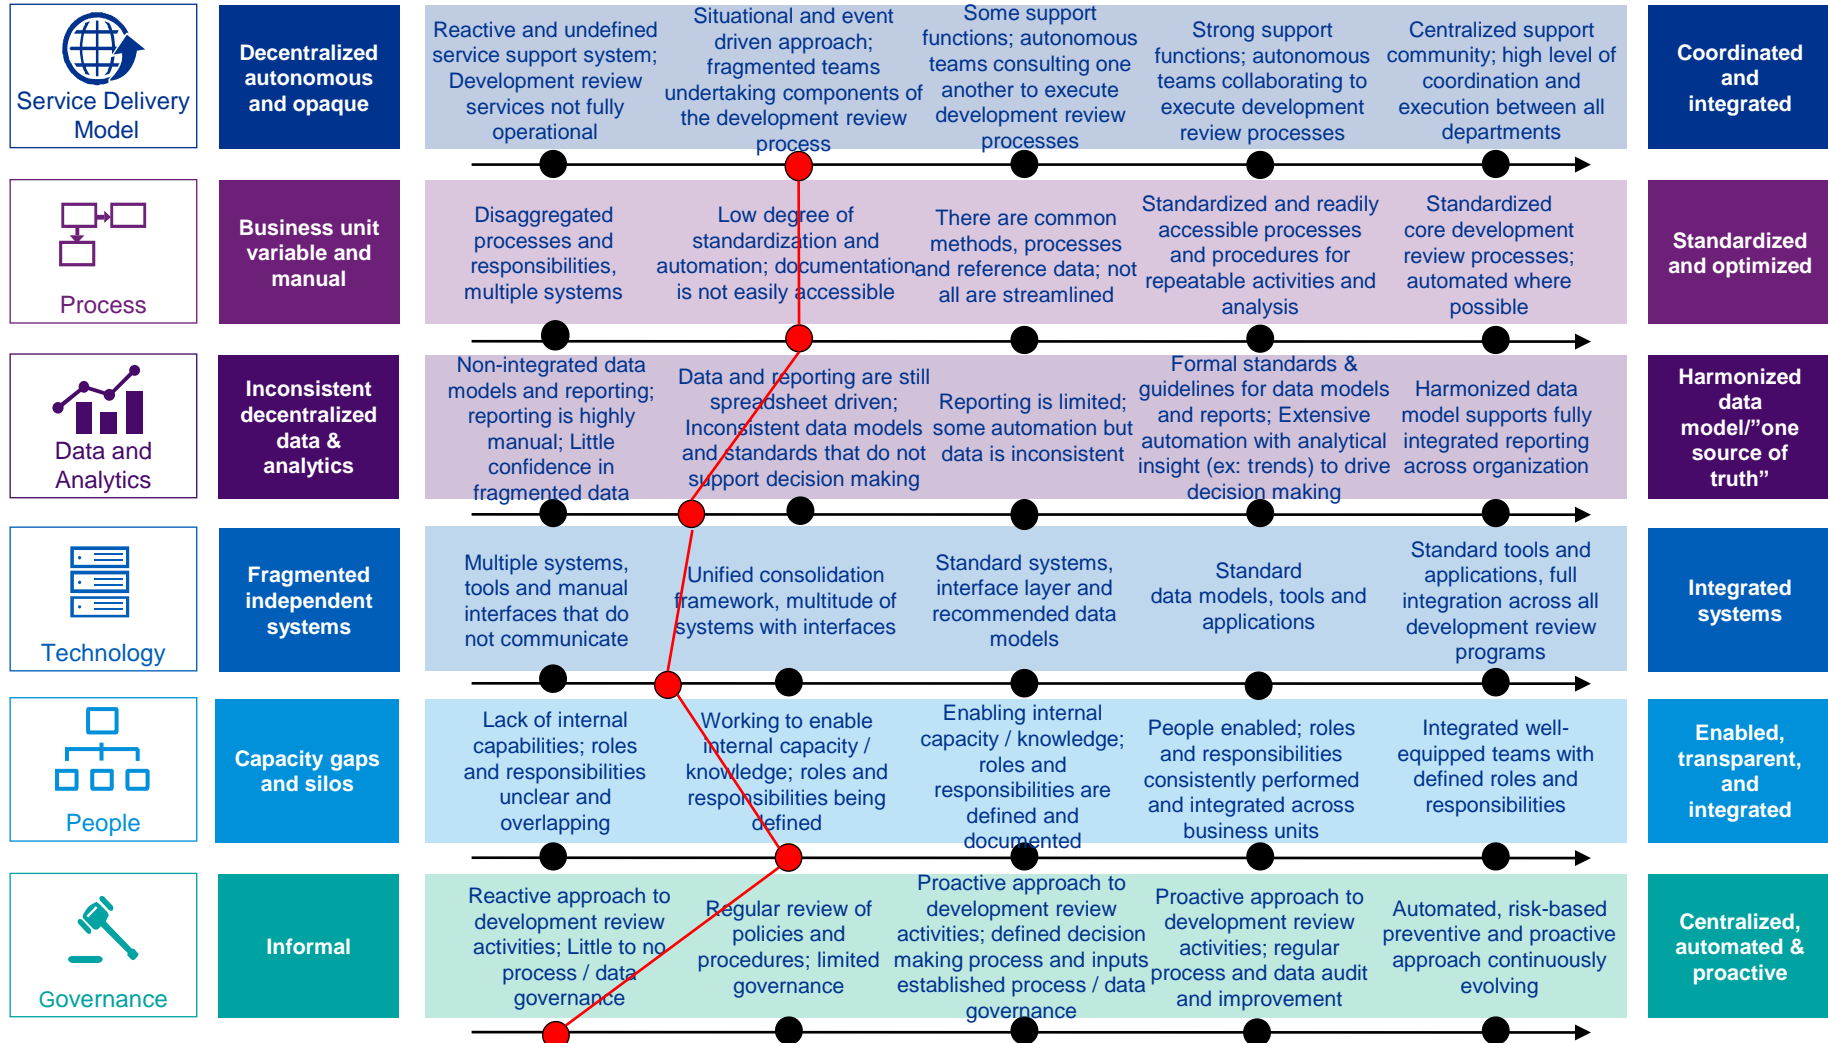 Service Delivery
Model
Decentralized
autonomous
and opaque
Reactive and undefined
service support system;
Development review
services not fully
operational
Situational and event
driven approach;
fragmented teams
undertaking components of
the development review
process
Some support
functions; autonomous
teams consulting one
another to execute
development review
processes
Strong support
functions; autonomous
teams collaborating to
execute development
review processes
Centralized support
community; high level of
coordination and
execution between all
departments
Coordinated
and
integrated
Process
Business unit
variable and
manual
Disaggregated
processes and
responsibilities,
multiple systems
Low degree of
standardization and
automation; documentation
is not easily accessible
There are common
methods, processes
and reference data; not
all are streamlined
Standardized and readily
accessible processes
and procedures for
repeatable activities and
analysis
Standardized
core development
review processes;
automated where
possible
Standardized
and optimized
Data and
Analytics
Inconsistent
decentralized
data &
analytics
Non-integrated data
models and reporting;
reporting is highly
manual; Little
confidence in
fragmented data
Data and reporting are still
spreadsheet driven;
Inconsistent data models
and standards that do not
support decision making
Reporting is limited;
some automation but
data is inconsistent
Formal standards &
guidelines for data models
and reports; Extensive
automation with analytical
insight (ex: trends) to drive
decision making
Harmonized data
model supports fully
integrated reporting
across organization
Harmonized
data
model/”one
source of
truth”
Technology
Fragmented
independent
systems
Multiple systems,
tools and manual
interfaces that do
not communicate
Unified consolidation
framework, multitude of
systems with interfaces
Standard systems,
interface layer and
recommended data
models
Standard
data models, tools and
applications
Standard tools and
applications, full
integration across all
development review
programs
Integrated
systems
People
Capacity gaps
and silos
Lack of internal
capabilities; roles
and responsibilities
unclear and
overlapping
Working to enable
internal capacity /
knowledge; roles and
responsibilities being
defined
Enabling internal
capacity / knowledge;
roles and
responsibilities are
defined and
documented
People enabled; roles
and responsibilities
consistently performed
and integrated across
business units
Integrated well-
equipped teams with
defined roles and
responsibilities
Enabled,
transparent,
and
integrated
Governance
Informal
Reactive approach to
development review
activities; Little to no
process / data
governance
Regular review of
policies and
procedures; limited
governance
Proactive approach to
development review
activities; defined decision
making process and inputs
established process / data
governance
Proactive approach to
development review
activities; regular
process and data audit
and improvement
Automated, risk-based
preventive and proactive
approach continuously
evolving
Centralized,
automated &
proactive